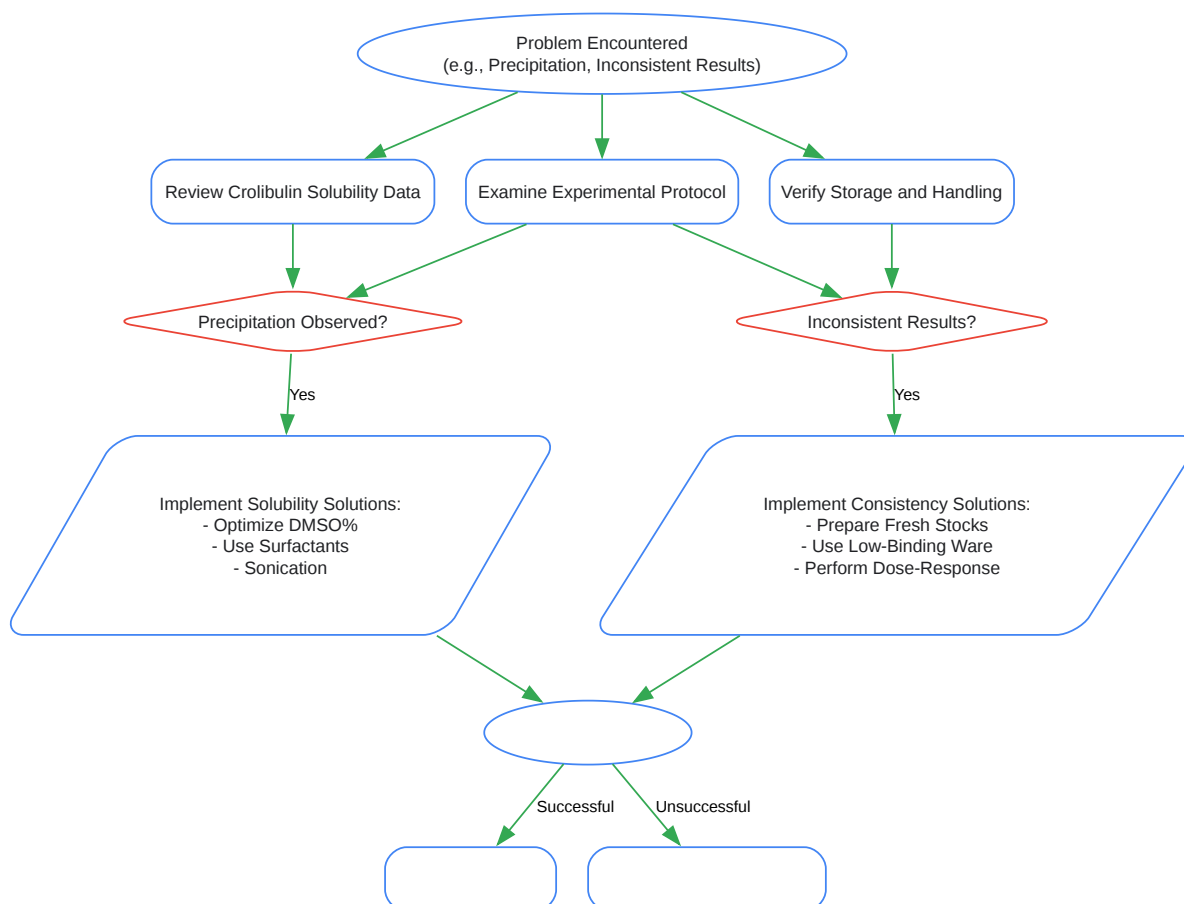 Problem Encountered
(e.g., Precipitation, Inconsistent Results)
Review Crolibulin Solubility Data
Examine Experimental Protocol
Verify Storage and Handling
Precipitation Observed?
Inconsistent Results?
Yes
Yes
Implement Solubility Solutions:
- Optimize DMSO%
- Use Surfactants
- Sonication
Implement Consistency Solutions:
- Prepare Fresh Stocks
- Use Low-Binding Ware
- Perform Dose-Response
Successful
Unsuccessful